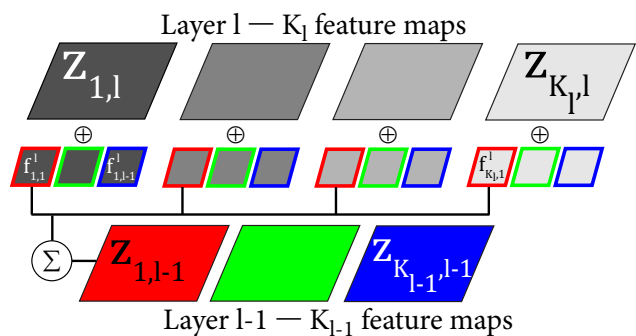 Layer l — K_l feature maps
z_{1,l} z_{K_l,l}
⊕ ⊕ ⊕ ⊕
f^l_{1,1} f^l_{1,l-1} f^l_{K_l,1}
Σ
z_{1,l-1} z_{K_{l-1},l-1}
Layer l-1 — K_{l-1} feature maps